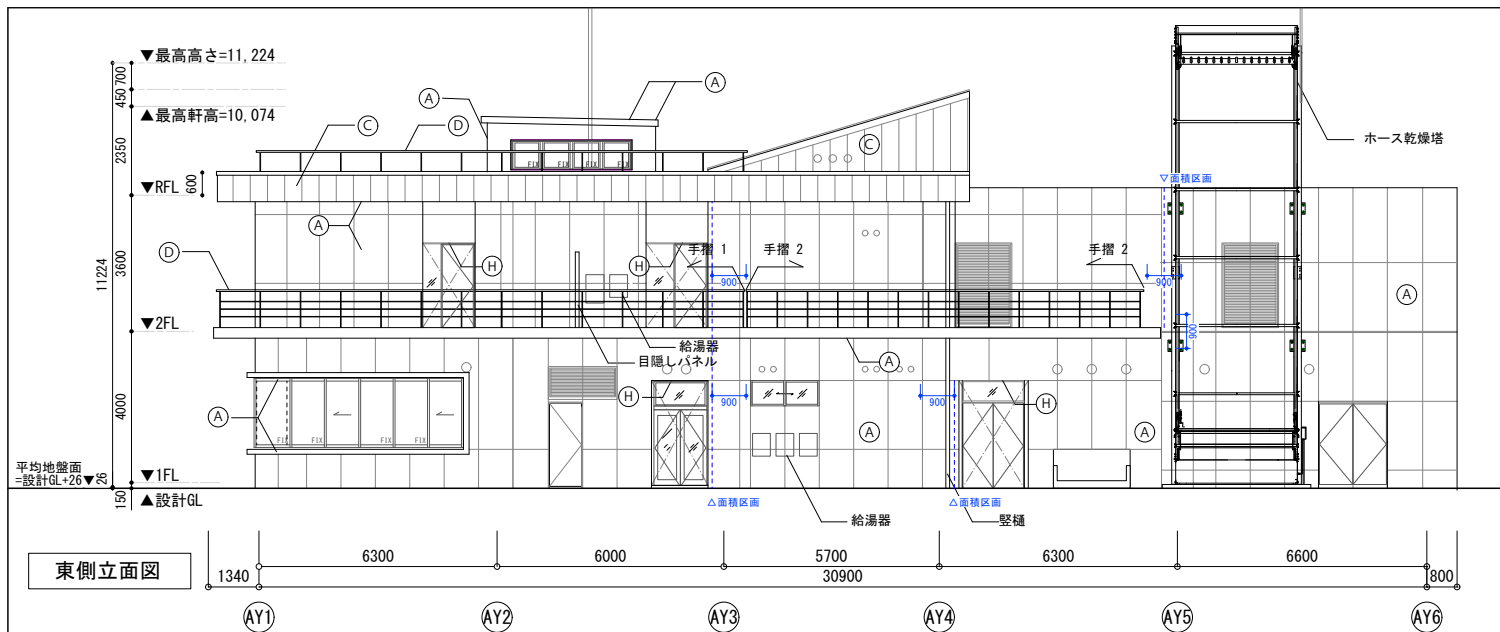 ▼最高高さ=11,224
700
450
▲最高軒高=10,074
2350
▼RFL
600
3600
11224
▼2FL
4000
平均地盤面
=設計GL+26▼
26
▼1FL
150
▲設計GL
A
A
C
D
C
FIX
FIX
FIX
FIX
ホース乾燥塔
▽面積区画
A
D
H
H
手摺 1
手摺 2
手摺 2
900
900
900
A
給湯器
目隠しパネル
A
A
FIX
FIX
FIX
FIX
H
900
900
H
A
A
給湯器
竪樋
△面積区画
△面積区画
東側立面図
6300
6000
5700
6300
6600
1340
30900
800
AY1
AY2
AY3
AY4
AY5
AY6